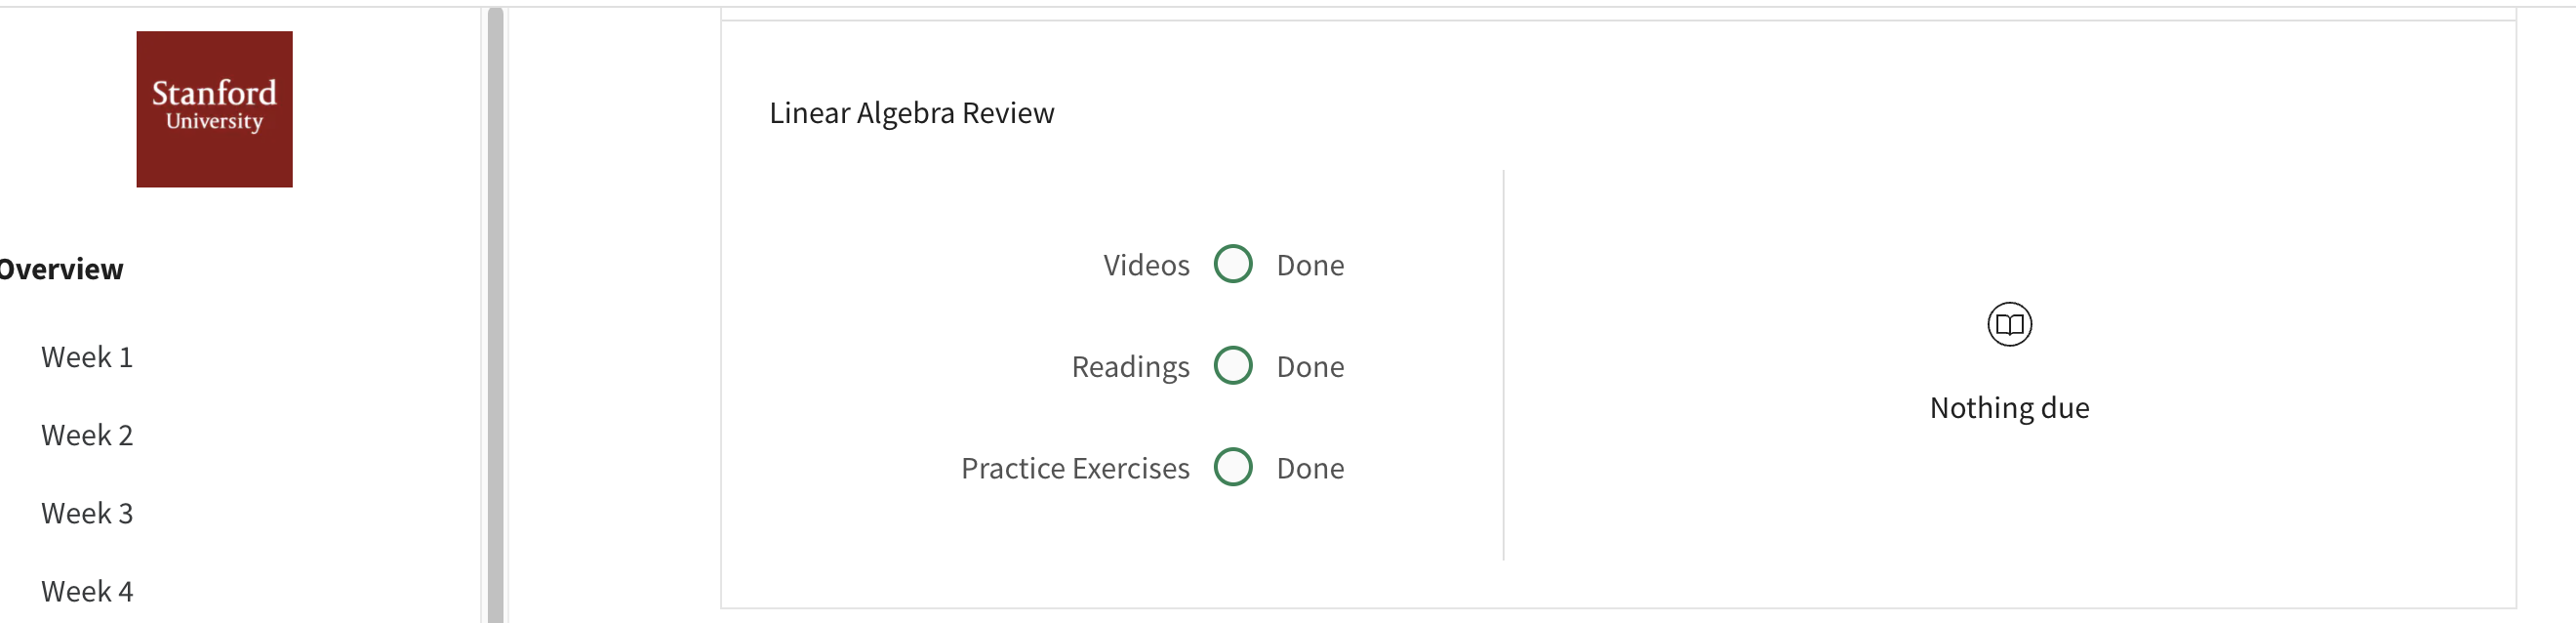 Stanford
University
Overview
Week 1
Week 2
Week 3
Week 4
Linear Algebra Review
Videos Done
Readings Done
Practice Exercises Done
Nothing due